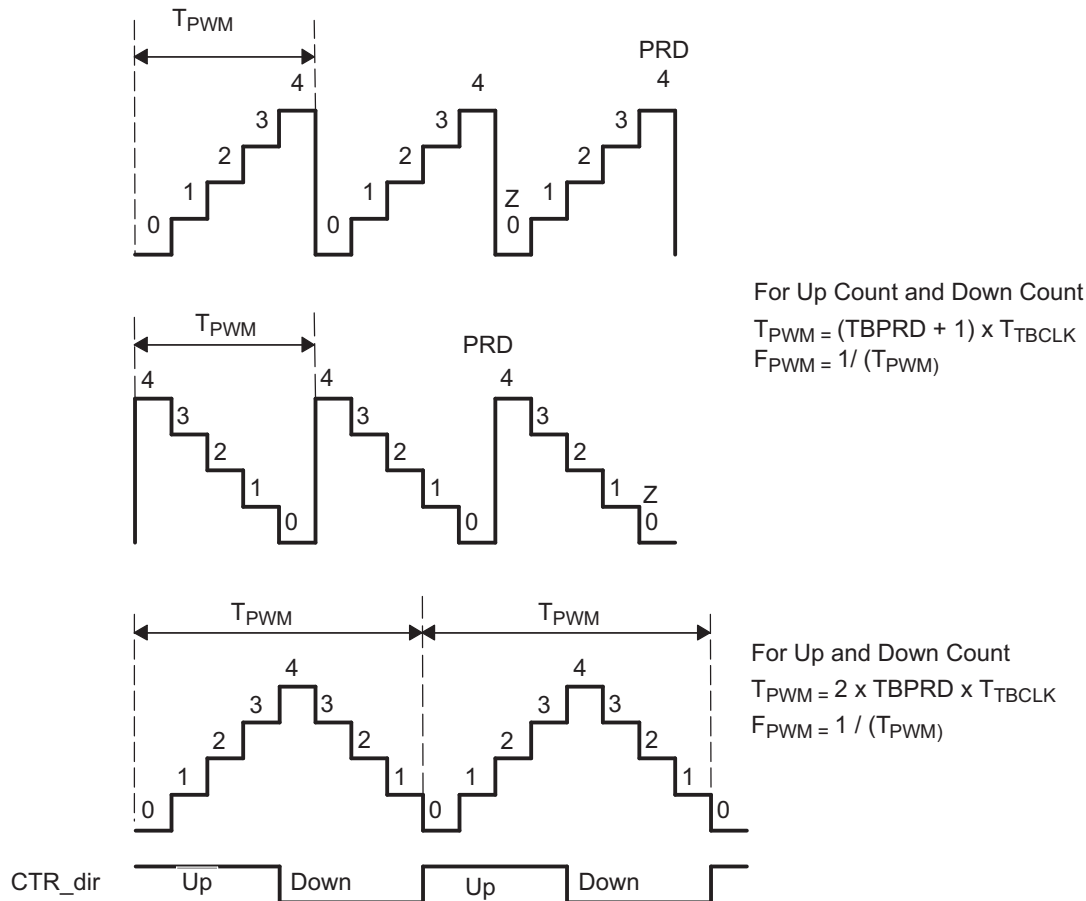 TPWM
PRD
4 4 4
3 3 3
2 2 2
1 1 Z 1
0 0 0
For Up Count and Down Count
TPWM = (TBPRD + 1) x TTBCLK
FPWM = 1/ (TPWM)
TPWM
PRD
4 4 4
3 3 3
2 2 2
1 1 1 Z
0 0 0
TPWM TPWM
For Up and Down Count
TPWM = 2 x TBPRD x TTBCLK
FPWM = 1 / (TPWM)
4 4
3 3 3 3
2 2 2 2
1 1 1 1
0 0 0
CTR_dir Up Down Up Down